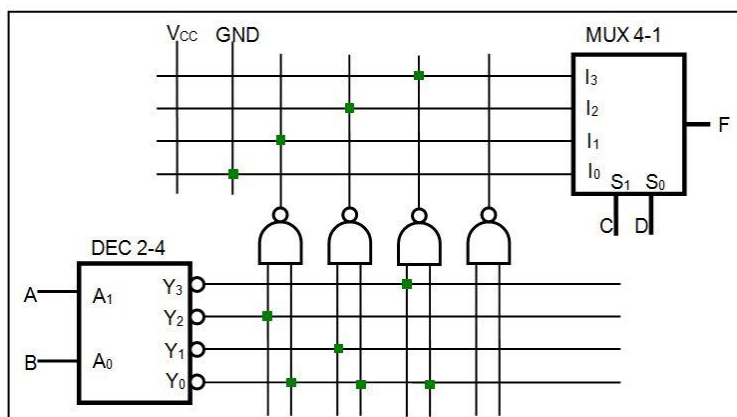 V_CC GND
MUX 4-1
I₃
I₂
F
I₁
I₀
S₁ S₀
C D
DEC 2-4
A A₁ Y₃
Y₂
Y₁
B A₀
Y₀